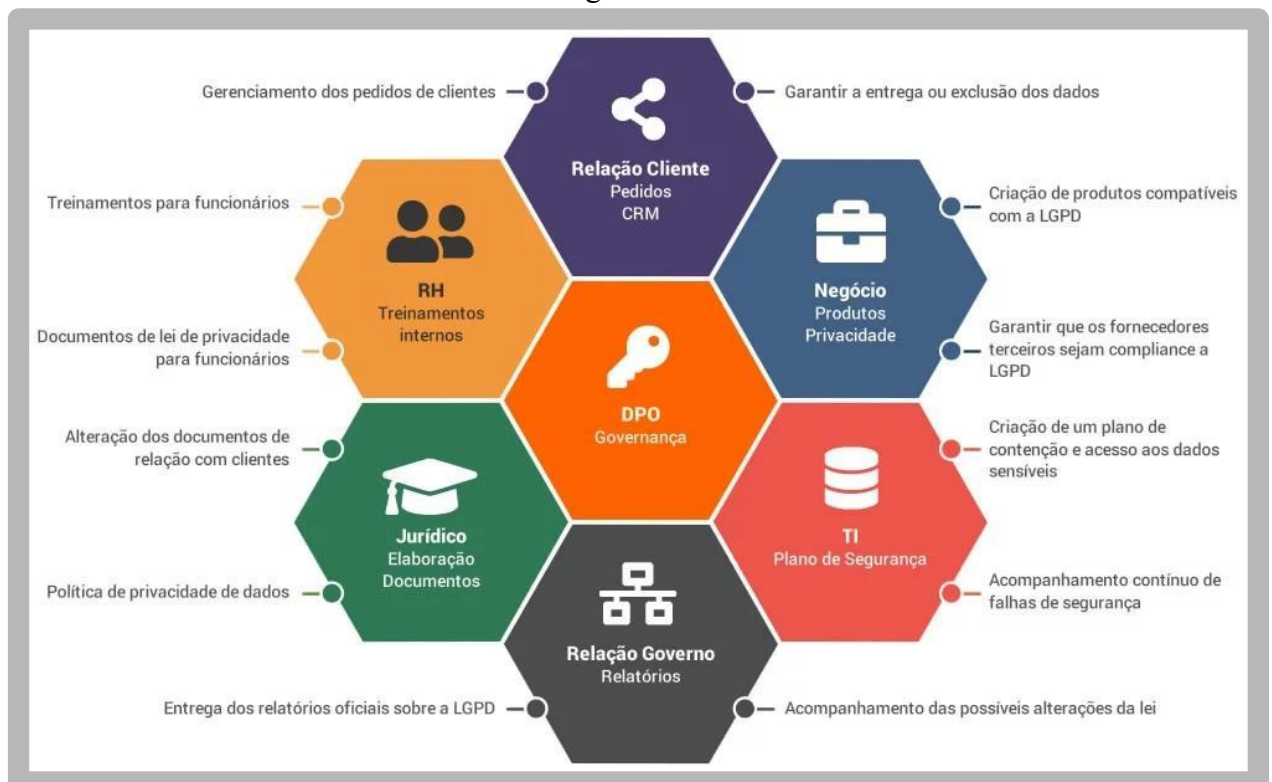 Gerenciamento dos pedidos de clientes
Garantir a entrega ou exclusão dos dados
Relação Cliente
Pedidos
CRM
Treinamentos para funcionários
Documentos de lei de privacidade
para funcionários
RH
Treinamentos
internos
Negócio
Produtos
Privacidade
Criação de produtos compatíveis
com a LGPD
Garantir que os fornecedores
terceiros sejam compliance a
LGPD
DPO
Governança
Alteração dos documentos de
relação com clientes
Política de privacidade de dados
Jurídico
Elaboração
Documentos
TI
Plano de Segurança
Criação de um plano de
contenção e acesso aos dados
sensíveis
Acompanhamento contínuo de
falhas de segurança
Relação Governo
Relatórios
Entrega dos relatórios oficiais sobre a LGPD
Acompanhamento das possíveis alterações da lei